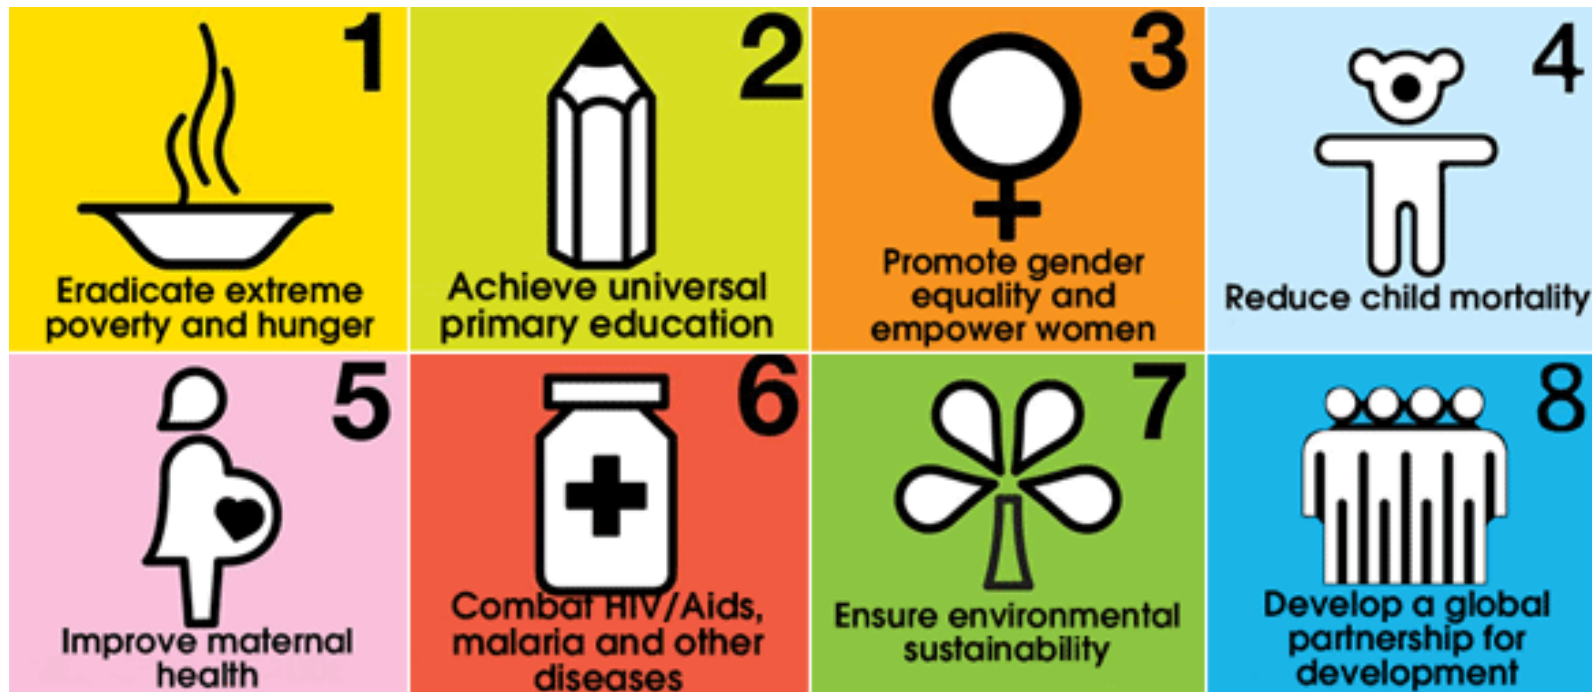 1
Eradicate extreme
poverty and hunger
2
Achieve universal
primary education
3
Promote gender
equality and
empower women
4
Reduce child mortality
5
Improve maternal
health
6
Combat HIV/Aids,
malaria and other
diseases
7
Ensure environmental
sustainability
8
Develop a global
partnership for
development